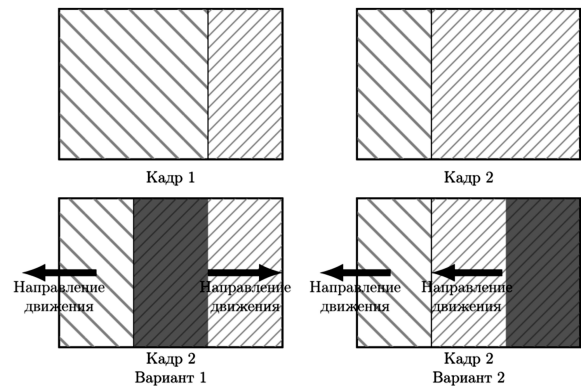 Кадр 1
Кадр 2
Направление
движения
Направление
движения
Направление
движения
Направление
движения
Кадр 2
Вариант 1
Кадр 2
Вариант 2